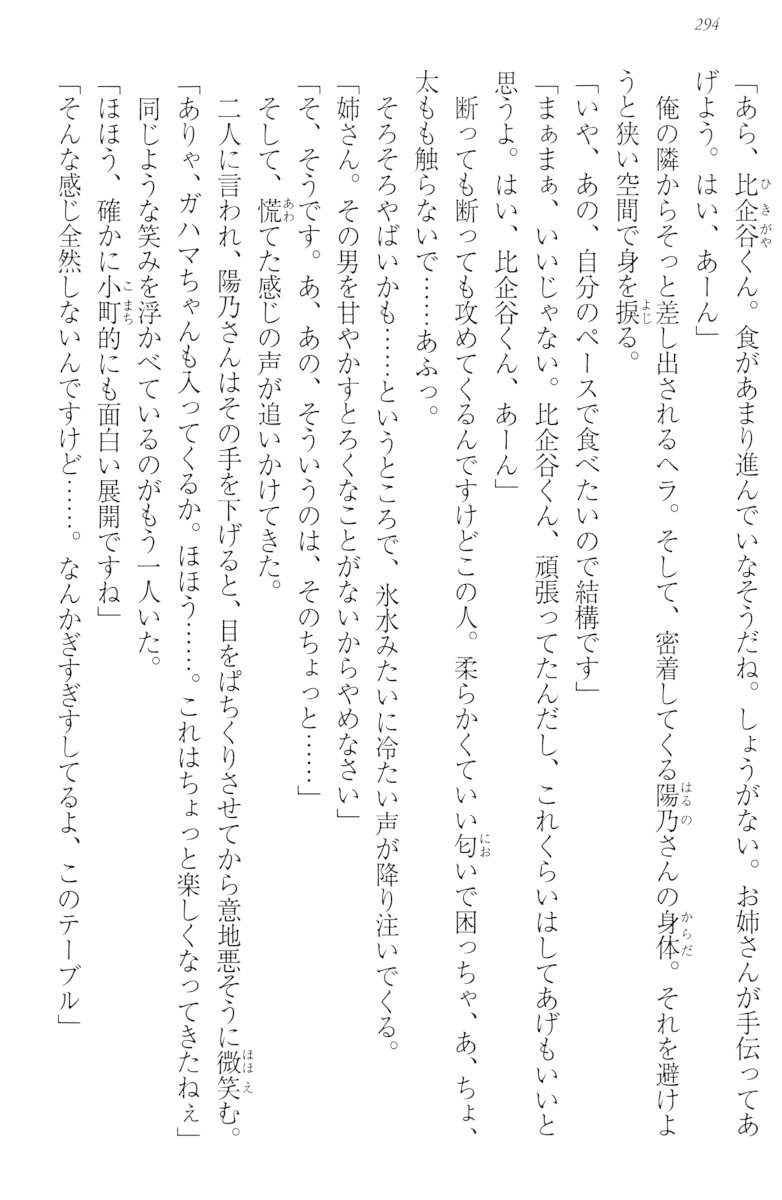 294
「あら、比企谷くん。食があまり進んでいなそうだね。しょうがない。お姉さんが手伝ってあ
げよう。はい、あーん」
俺の隣からそっと差し出されるヘラ。そして、密着してくる陽乃さんの身体。それを避けよ
うと狭い空間で身を捩る。
「いや、あの、自分のペースで食べたいので結構です」
「まぁまぁ、いいじゃない。比企谷くん、頑張ってたんだし、これくらいはしてあげもいいと
思うよ。はい、比企谷くん、あーん」
断っても断っても攻めてくるんですけどこの人。柔らかくていい匂いで困っちゃ、あ、ちょ、
太もも触らないで……あふっ。
そろそろやばいかも……というところで、氷水みたいに冷たい声が降り注いでくる。
「姉さん。その男を甘やかすとろくなことがないからやめなさい」
「そ、そうです。あ、あの、そういうのは、そのちょっと……」
そして、慌てた感じの声が追いかけてきた。
二人に言われ、陽乃さんはその手を下げると、目をぱちくりさせてから意地悪そうに微笑む。
「ありゃ、ガハマちゃんも入ってくるか。ほほう……。これはちょっと楽しくなってきたねぇ」
同じような笑みを浮かべているのがもう一人いた。
「ほほう、確かに小町的にも面白い展開ですね」
「そんな感じ全然しないんですけど……。なんかぎすぎすしてるよ、このテーブル」